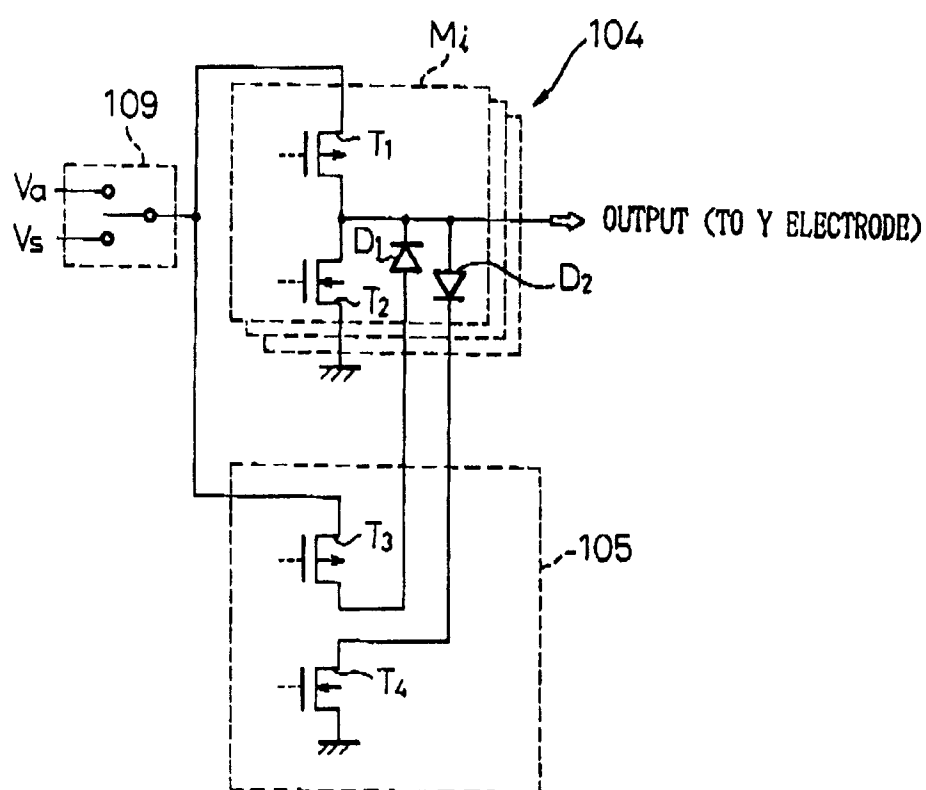 Mi
104
109
T1
Va
Vs
OUTPUT (TO Y ELECTRODE)
D1
D2
T2
T3
105
T4